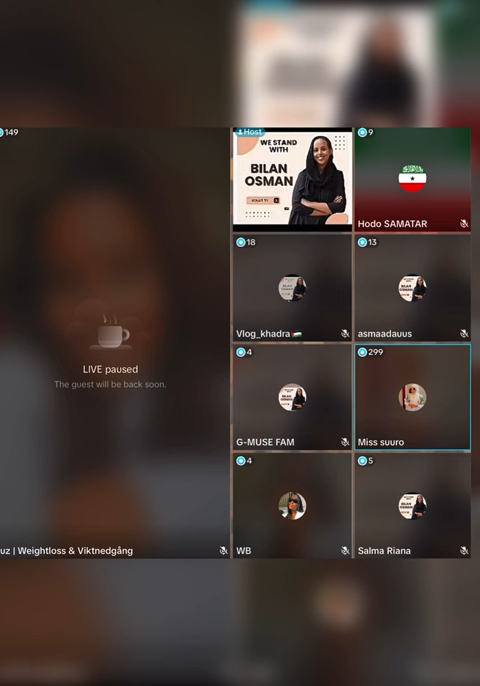 149
Host
WE STAND
WITH
BILAN
OSMAN
9
Hodo SAMATAR
18
Vlog_khadra
13
asmaadauus
LIVE paused
The guest will be back soon.
4
G-MUSE FAM
299
Miss suuro
4
WB
5
Salma Riana
uz | Weightloss & Viktnedgång